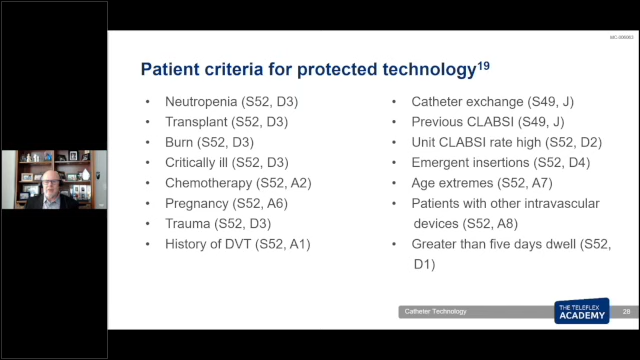 MC-006983
Patient criteria for protected technology19
• Neutropenia (S52, D3)
• Transplant (S52, D3)
• Burn (S52, D3)
• Critically ill (S52, D3)
• Chemotherapy (S52, A2)
• Pregnancy (S52, A6)
• Trauma (S52, D3)
• History of DVT (S52, A1)
• Catheter exchange (S49, J)
• Previous CLABSI (S49, J)
• Unit CLABSI rate high (S52, D2)
• Emergent insertions (S52, D4)
• Age extremes (S52, A7)
• Patients with other intravascular
devices (S52, A8)
• Greater than five days dwell (S52,
D1)
Catheter Technology
THE TELEFLEX
ACADEMY
28